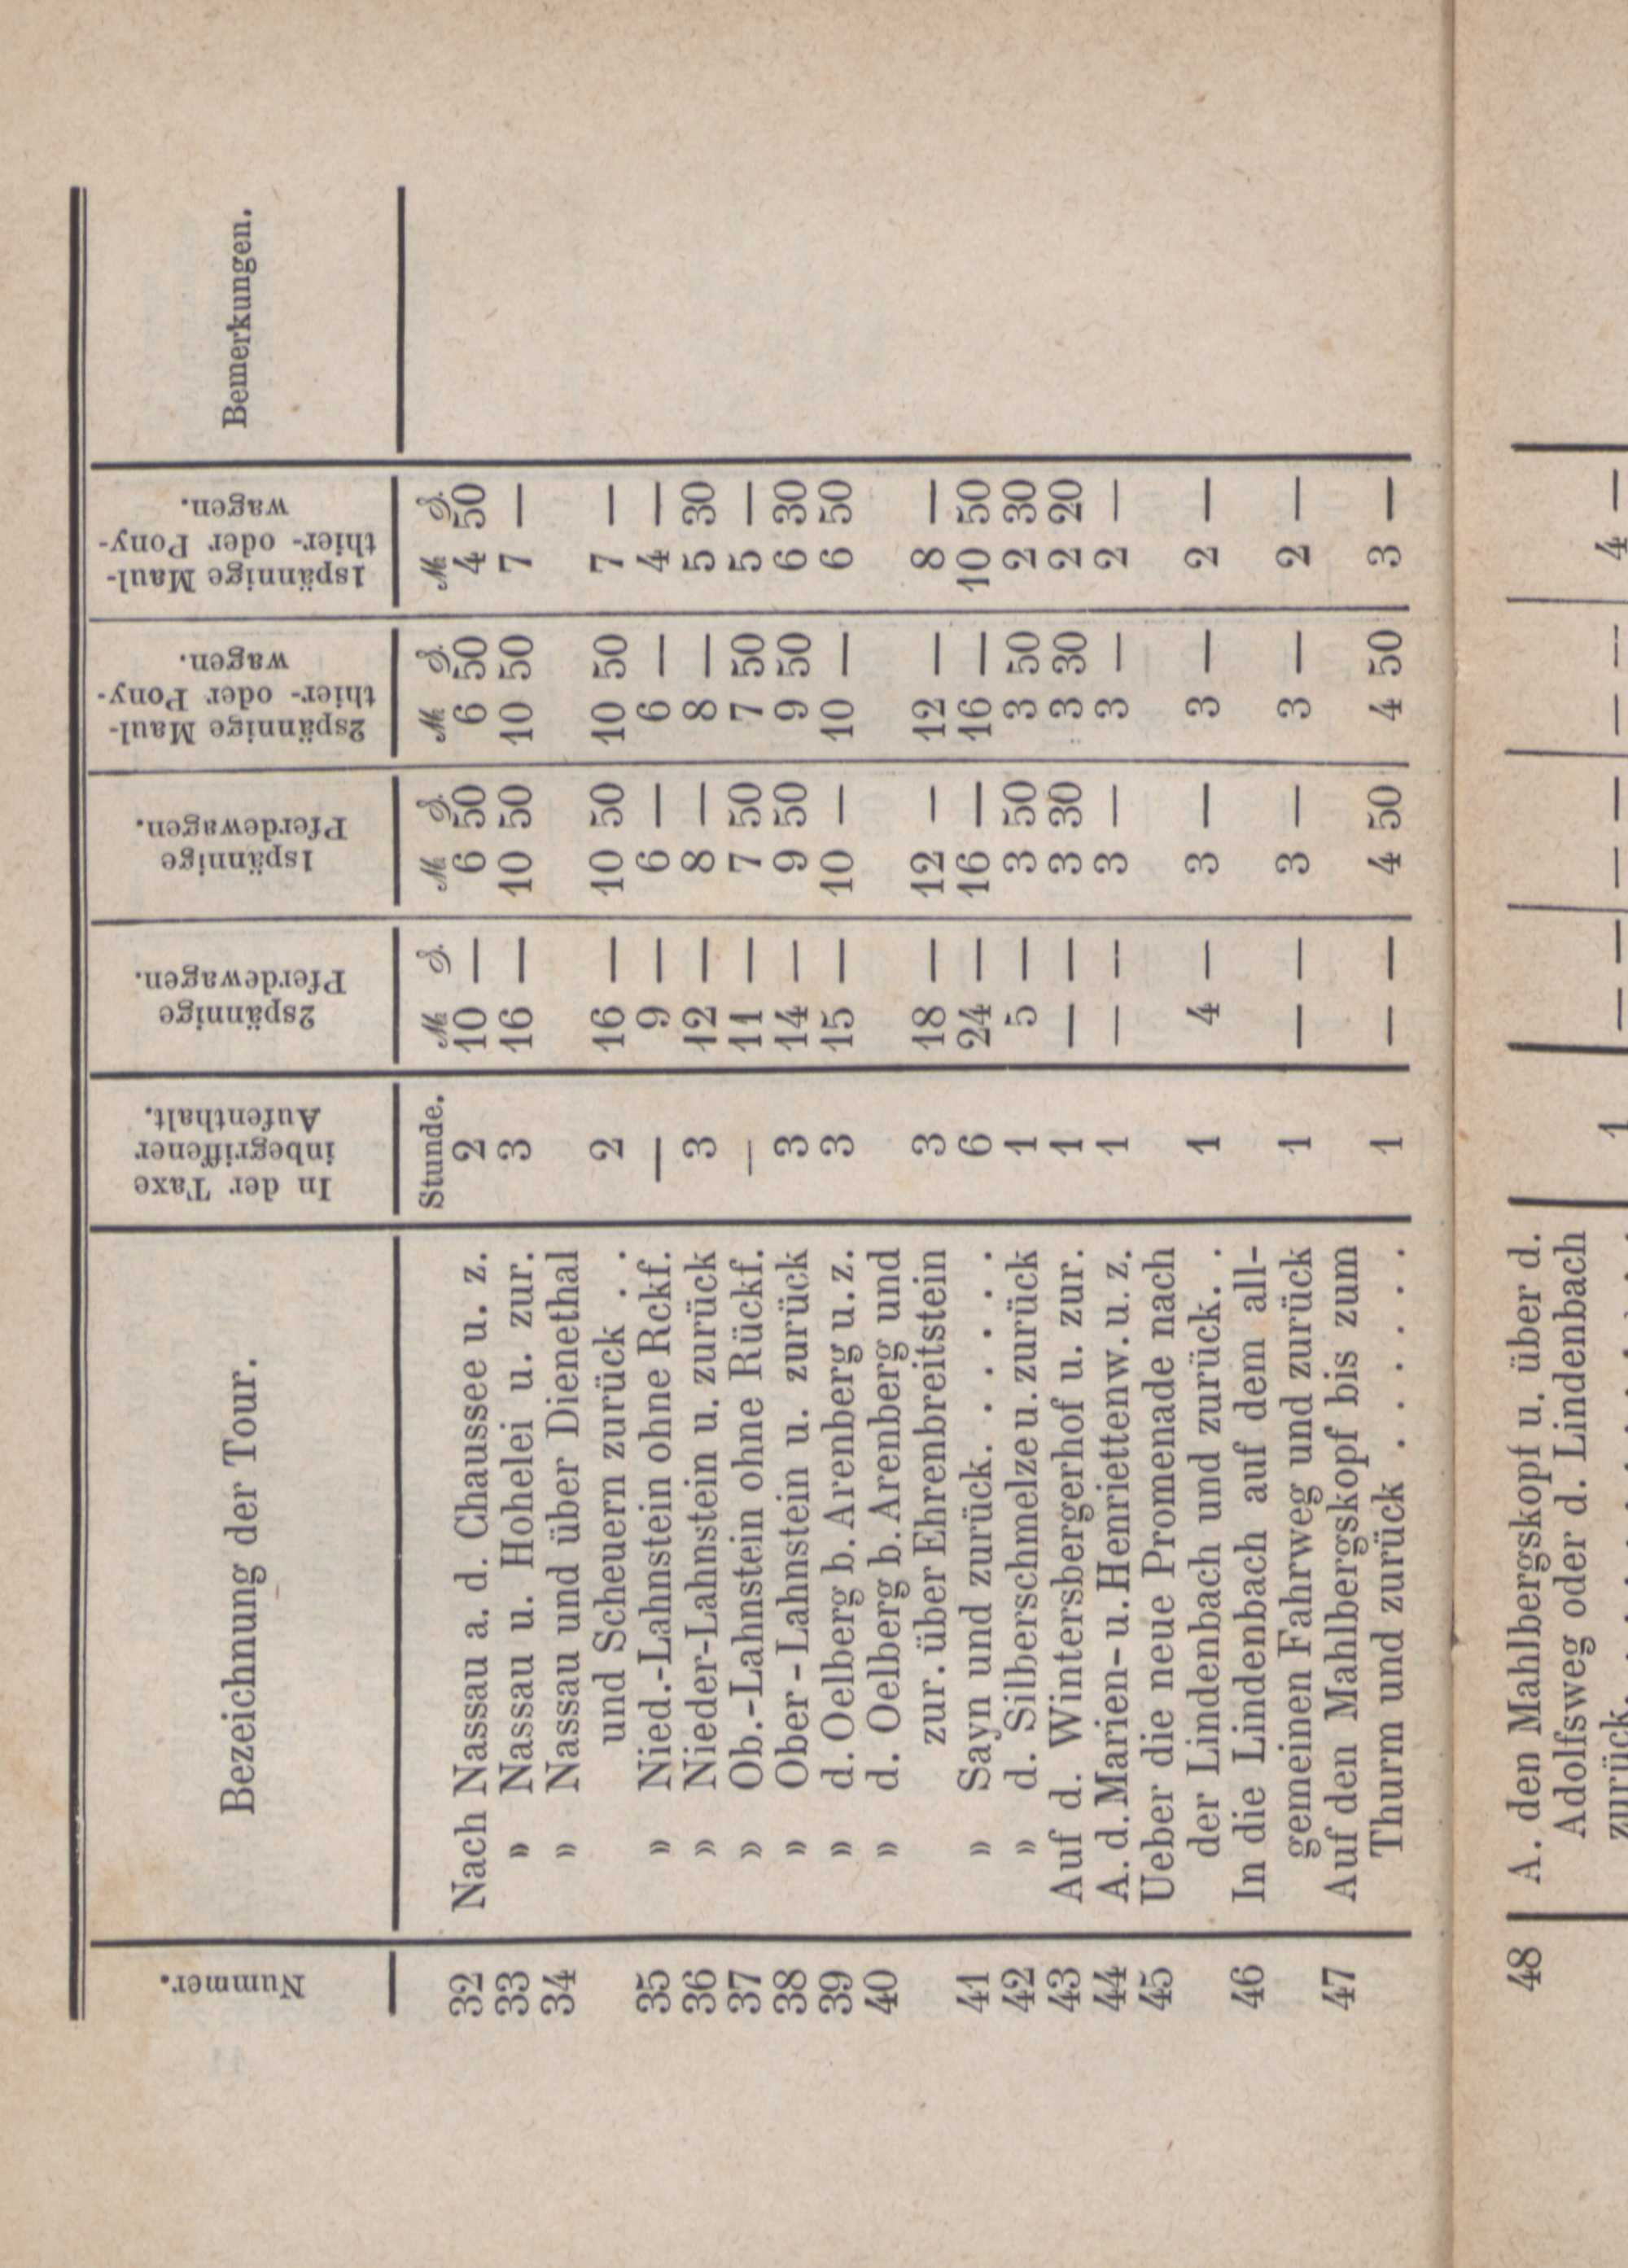 Nummer. Bezeichnung der Tour. In der Taxe inbegriffener Aufenthalt. 2spännige Pferdewagen. 1spännige Pferdewagen. 2spännige Maul- thier- oder Pony- wagen. 1spännige Maul- thier- oder Pony- wagen. Bemerkungen.
Stunde. ℳ ₰. ℳ ₰. ℳ ₰. ℳ ₰.
32 Nach Nassau a. d. Chaussee u. z. 2 10 — 6 50 6 50 4 50
33 » Nassau u. Hohelei u. zur. 3 16 — 10 50 10 50 7 —
34 » Nassau und über Dienethal
und Scheuern zurück . . 2 16 — 10 50 10 50 7 —
35 » Nied.-Lahnstein ohne Rckf. — 9 — 6 — 6 — 4 —
36 » Nieder-Lahnstein u. zurück 3 12 — 8 — 8 — 5 30
37 » Ob.-Lahnstein ohne Rückf. — 11 — 7 50 7 50 5 —
38 » Ober-Lahnstein u. zurück 3 14 — 9 50 9 50 6 30
39 » d. Oelberg b. Arenberg u. z. 3 15 — 10 — 10 — 6 50
40 » d. Oelberg b. Arenberg und
zur. über Ehrenbreitstein 3 18 — 12 — 12 — 8 —
41 » Sayn und zurück. . . . . . 6 24 — 16 — 16 — 10 50
42 » d. Silberschmelze u. zurück 1 5 — 3 50 3 50 2 30
43 Auf d. Wintersbergerhof u. zur. 1 — — 3 30 3 30 2 20
44 A. d. Marien- u. Henriettenw. u. z. 1 — — 3 — 3 — 2 —
45 Ueber die neue Promenade nach
der Lindenbach und zurück. . 1 4 — 3 — 3 — 2 —
46 In die Lindenbach auf dem all-
gemeinen Fahrweg und zurück 1 — — 3 — 3 — 2 —
47 Auf den Mahlbergskopf bis zum
Thurm und zurück . . . . . . 1 — — 4 50 4 50 3 —
48 A. den Mahlbergskopf u. über d.
Adolfsweg oder d. Lindenbach
zurück. 1 — — — — — — 4 —